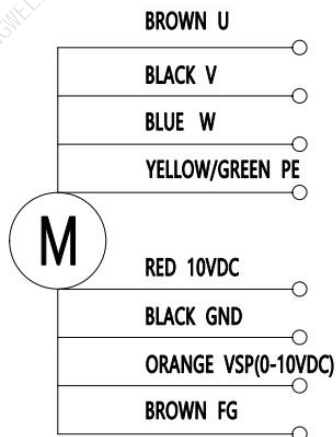 BROWN U
BLACK V
BLUE W
YELLOW/GREEN PE
M
RED 10VDC
BLACK GND
ORANGE VSP(0-10VDC)
BROWN FG